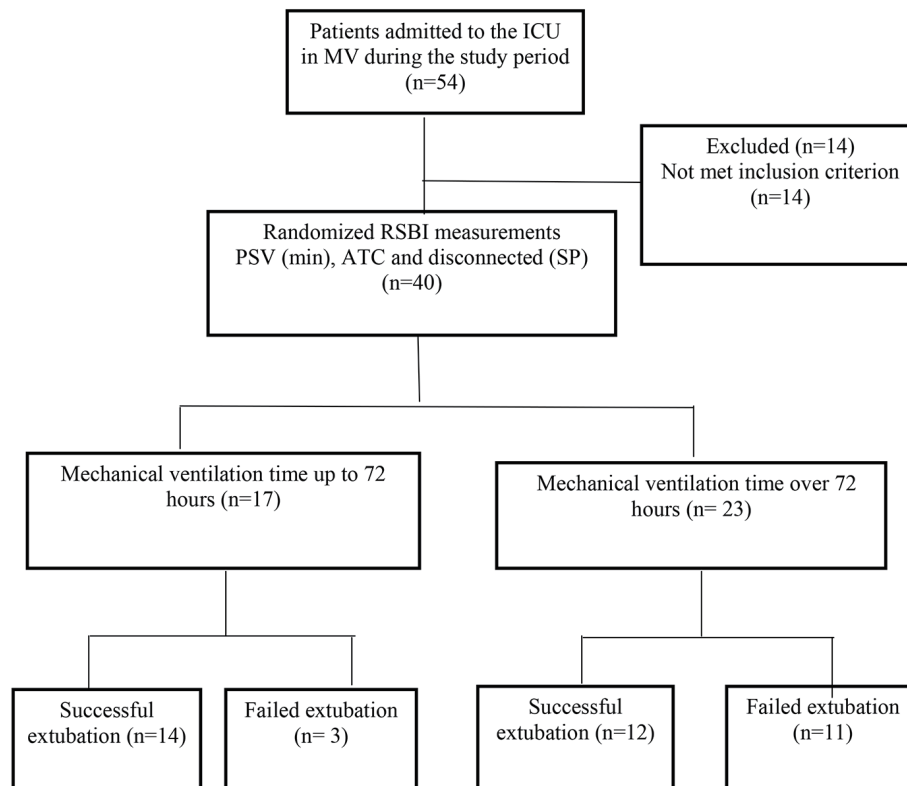 Patients admitted to the ICU
in MV during the study period
(n=54)
Excluded (n=14)
Not met inclusion criterion
(n=14)
Randomized RSBI measurements
PSV (min), ATC and disconnected (SP)
(n=40)
Mechanical ventilation time up to 72
hours (n=17)
Mechanical ventilation time over 72
hours (n= 23)
Successful
extubation (n=14)
Failed extubation
(n= 3)
Successful
extubation (n=12)
Failed extubation
(n=11)